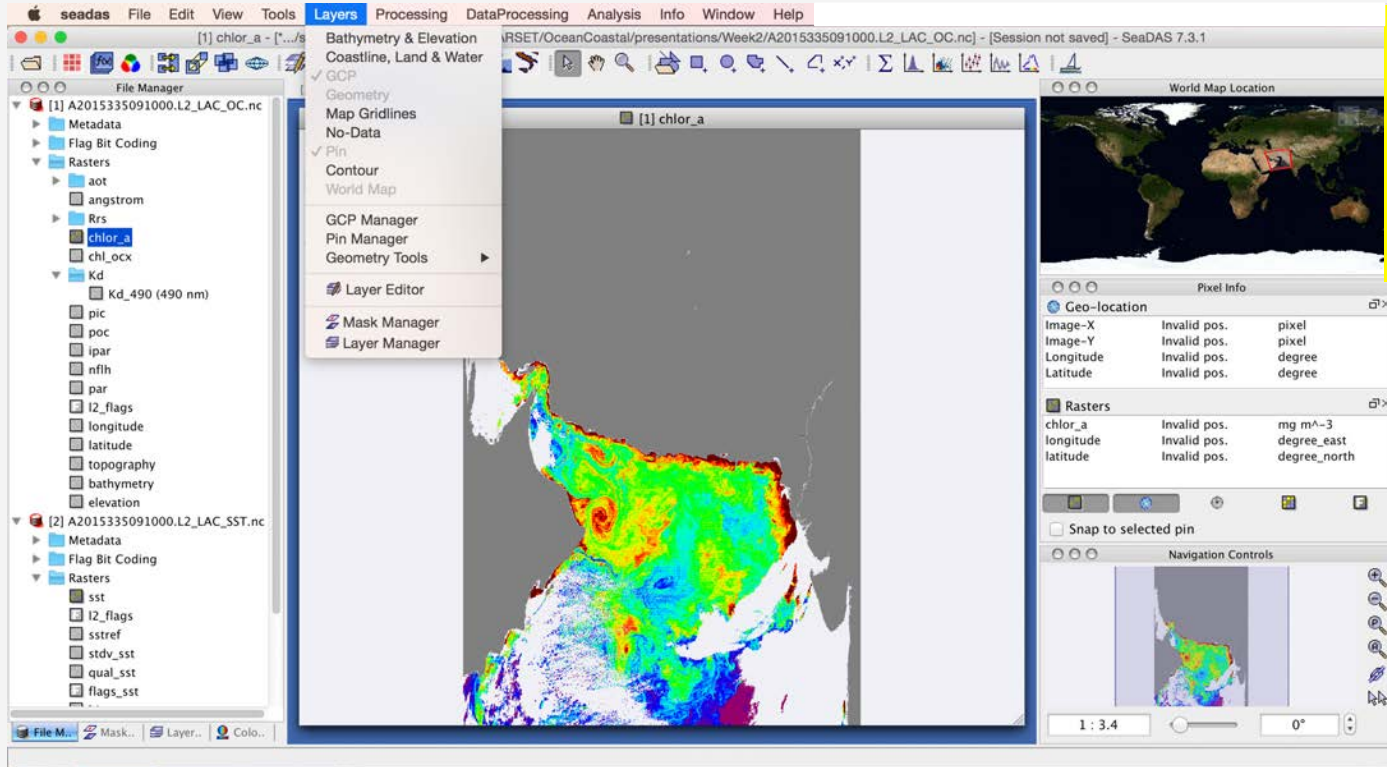 seadas File Edit View Tools Layers Processing DataProcessing Analysis Info Window Help
[1] chlor_a - [*.../s
ARSET/OceanCoastal/presentations/Week2/A2015335091000.L2_LAC_OC.nc] - [Session not saved] - SeaDAS 7.3.1
Bathymetry & Elevation
Coastline, Land & Water
GCP
Geometry
Map Gridlines
No-Data
Pin
Contour
World Map
GCP Manager
Pin Manager
Geometry Tools
Layer Editor
Mask Manager
Layer Manager
File Manager
[1] A2015335091000.L2_LAC_OC.nc
Metadata
Flag Bit Coding
Rasters
aot
angstrom
Rrs
chlor_a
chl_ocx
Kd
Kd_490 (490 nm)
pic
poc
ipar
nflh
par
l2_flags
longitude
latitude
topography
bathymetry
elevation
[2] A2015335091000.L2_LAC_SST.nc
Metadata
Flag Bit Coding
Rasters
sst
l2_flags
sstref
stdv_sst
qual_sst
flags_sst
File M.. Mask.. Layer.. Colo..
[1] chlor_a
World Map Location
Pixel Info
Geo-location
Image-X Invalid pos. pixel
Image-Y Invalid pos. pixel
Longitude Invalid pos. degree
Latitude Invalid pos. degree
Rasters
chlor_a Invalid pos. mg m^-3
longitude Invalid pos. degree_east
latitude Invalid pos. degree_north
Snap to selected pin
Navigation Controls
1 : 3.4 0°